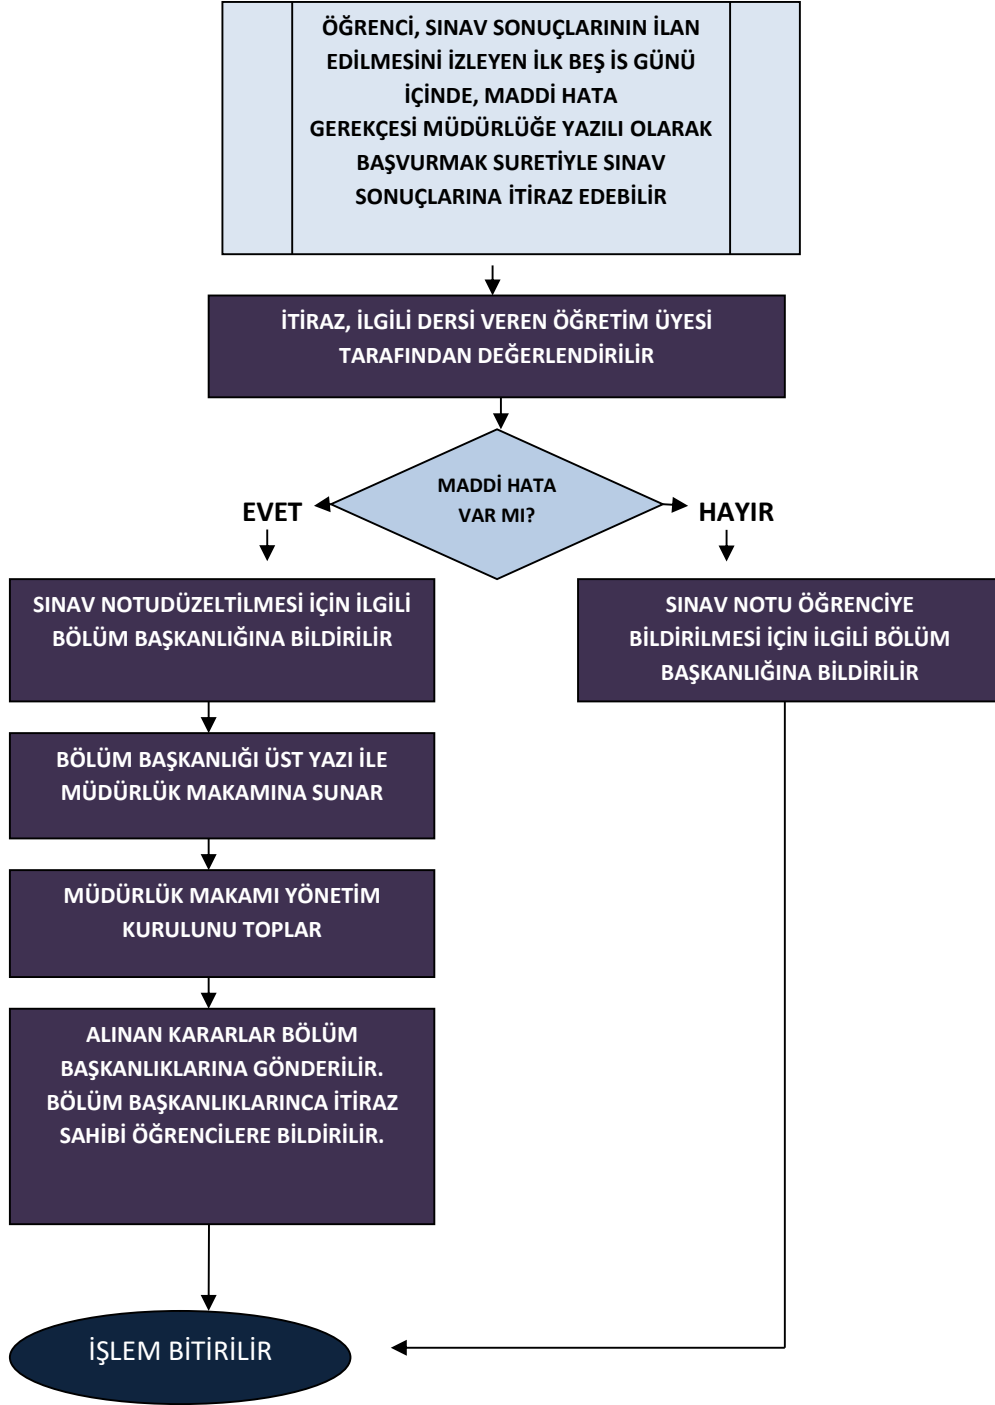 ÖĞRENCİ, SINAV SONUÇLARININ İLAN
EDİLMESİNİ İZLEYEN İLK BEŞ İS GÜNÜ
İÇİNDE, MADDİ HATA
GEREKÇESİ MÜDÜRLÜĞE YAZILI OLARAK
BAŞVURMAK SURETİYLE SINAV
SONUÇLARINA İTİRAZ EDEBİLİR
İTİRAZ, İLGİLİ DERSİ VEREN ÖĞRETİM ÜYESİ
TARAFINDAN DEĞERLENDİRİLİR
MADDİ HATA
VAR MI?
EVET
HAYIR
SINAV NOTUDÜZELTİLMESİ İÇİN İLGİLİ
BÖLÜM BAŞKANLIĞINA BİLDİRİLİR
SINAV NOTU ÖĞRENCİYE
BİLDİRİLMESİ İÇİN İLGİLİ BÖLÜM
BAŞKANLIĞINA BİLDİRİLİR
BÖLÜM BAŞKANLIĞI ÜST YAZI İLE
MÜDÜRLÜK MAKAMINA SUNAR
MÜDÜRLÜK MAKAMI YÖNETİM
KURULUNU TOPLAR
ALINAN KARARLAR BÖLÜM
BAŞKANLIKLARINA GÖNDERİLİR.
BÖLÜM BAŞKANLIKLARINCA İTİRAZ
SAHİBİ ÖĞRENCİLERE BİLDİRİLİR.
İŞLEM BİTİRİLİR